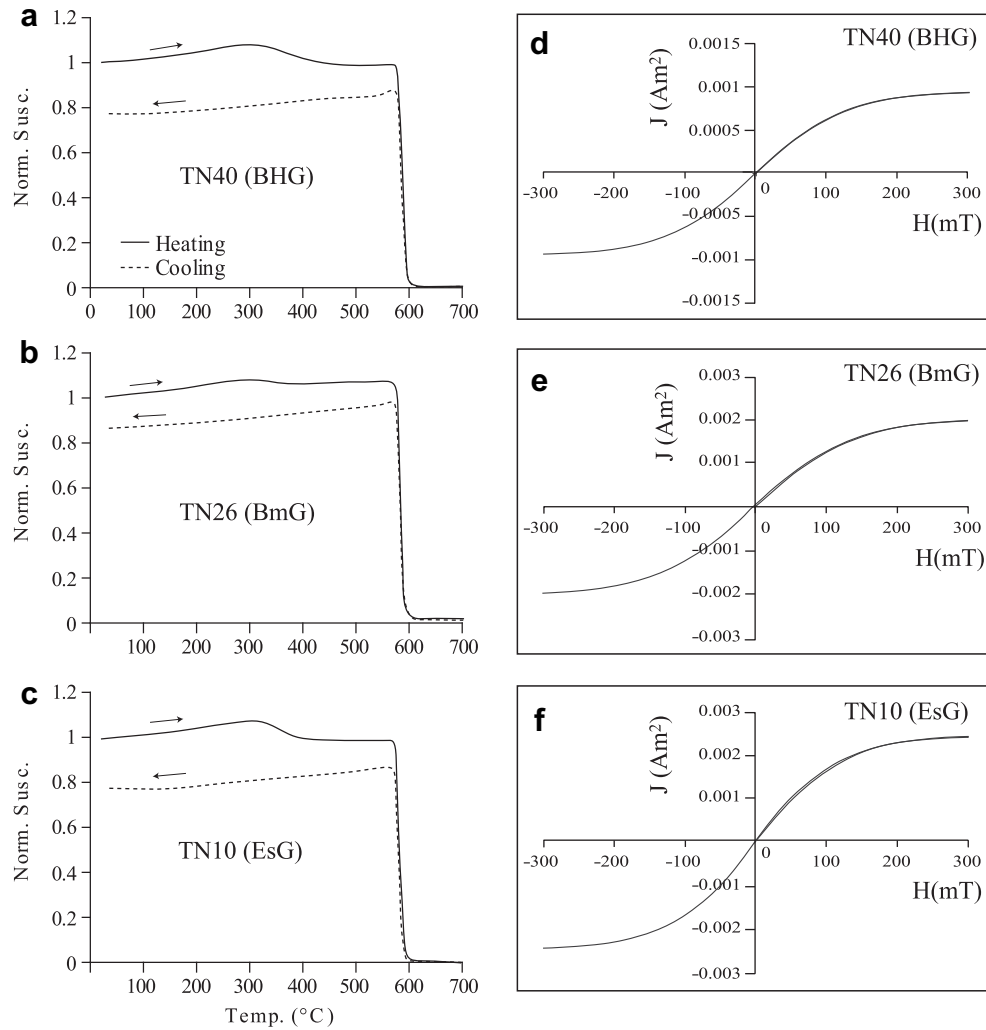 a
1.2
1
0.8
0.6
0.4
0.2
0
Norm. Susc.
TN40 (BHG)
Heating
Cooling
0 100 200 300 400 500 600 700
b
1.2
1
0.8
0.6
0.4
0.2
0
Norm. Susc.
TN26 (BmG)
100 200 300 400 500 600 700
c
1.2
1
0.8
0.6
0.4
0.2
0
Norm. Susc.
TN10 (EsG)
100 200 300 400 500 600 700
Temp. (°C)
d
TN40 (BHG)
J (Am²)
0.0015
0.001
0.0005
-300 -200 -100 0 100 200 300
H(mT)
-0.0005
-0.001
-0.0015
e
TN26 (BmG)
J (Am²)
0.003
0.002
0.001
-300 -200 -100 0 100 200 300
H(mT)
-0.001
-0.002
-0.003
f
TN10 (EsG)
J (Am²)
0.003
0.002
0.001
-300 -200 -100 0 100 200 300
H(mT)
-0.001
-0.002
-0.003